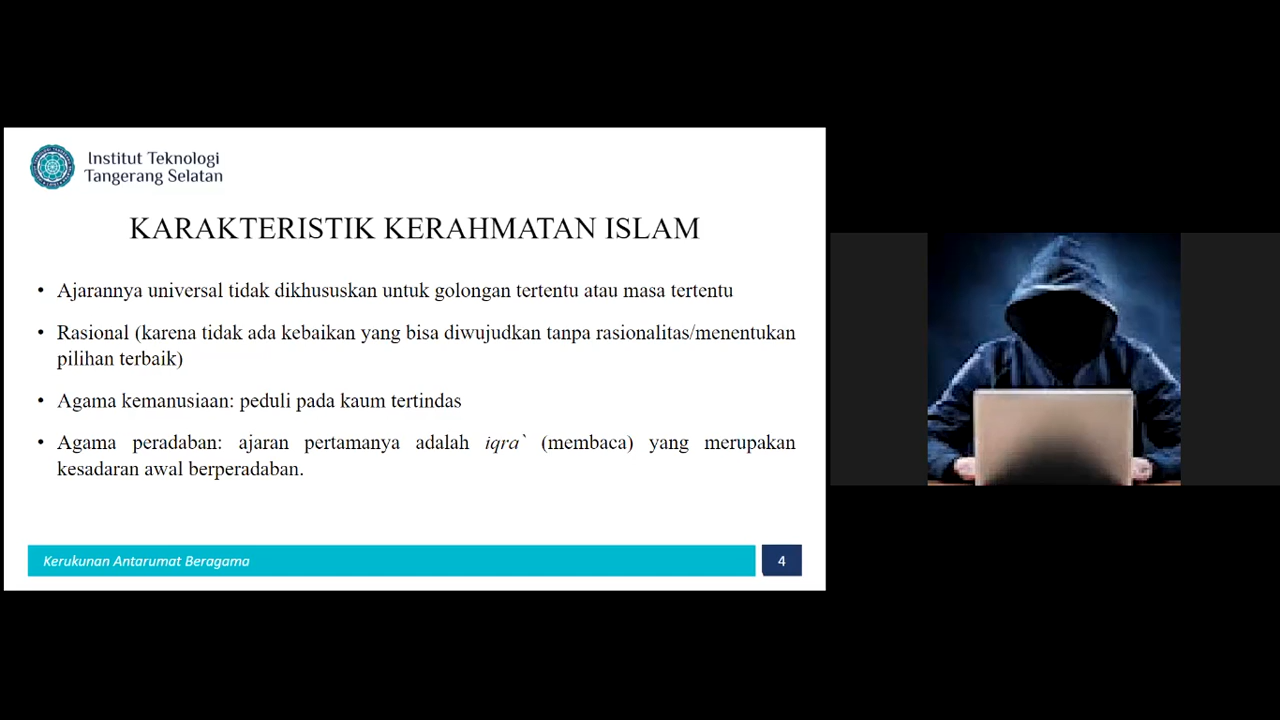 Institut Teknologi
Tangerang Selatan
KARAKTERISTIK KERAHMATAN ISLAM
• Ajarannya universal tidak dikhususkan untuk golongan tertentu atau masa tertentu
• Rasional (karena tidak ada kebaikan yang bisa diwujudkan tanpa rasionalitas/menentukan
pilihan terbaik)
• Agama kemanusiaan: peduli pada kaum tertindas
• Agama peradaban: ajaran pertamanya adalah iqra` (membaca) yang merupakan
kesadaran awal berperadaban.
Kerukunan Antarumat Beragama
4